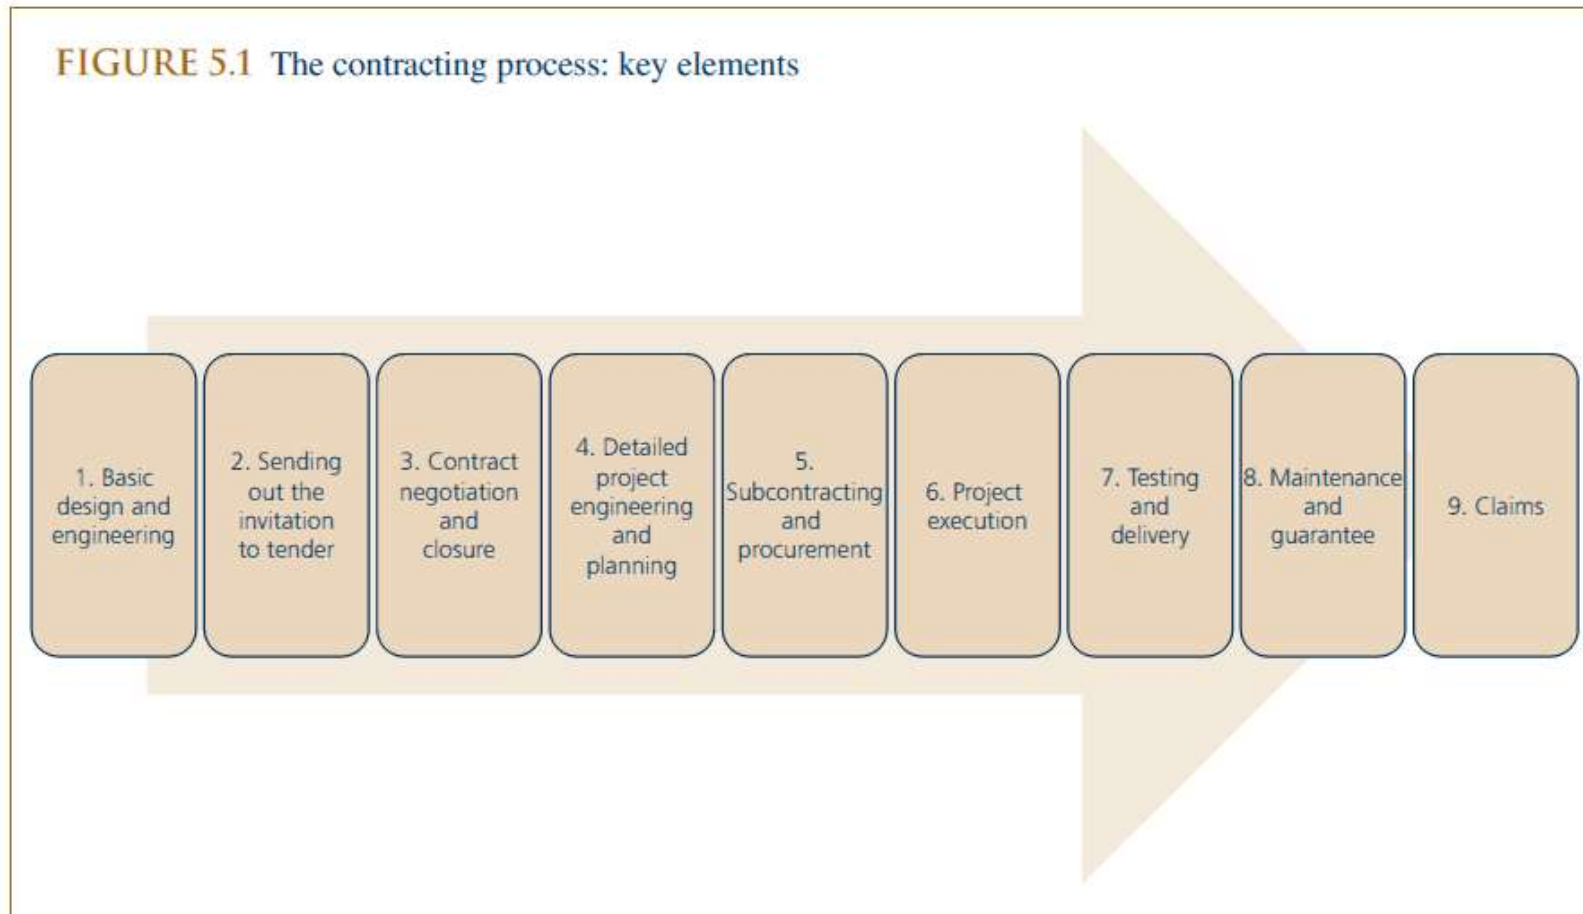 FIGURE 5.1 The contracting process: key elements
1. Basic
design and
engineering
2. Sending
out the
invitation
to tender
3. Contract
negotiation
and
closure
4. Detailed
project
engineering
and
planning
5.
Subcontracting
and
procurement
6. Project
execution
7. Testing
and
delivery
8. Maintenance
and
guarantee
9. Claims